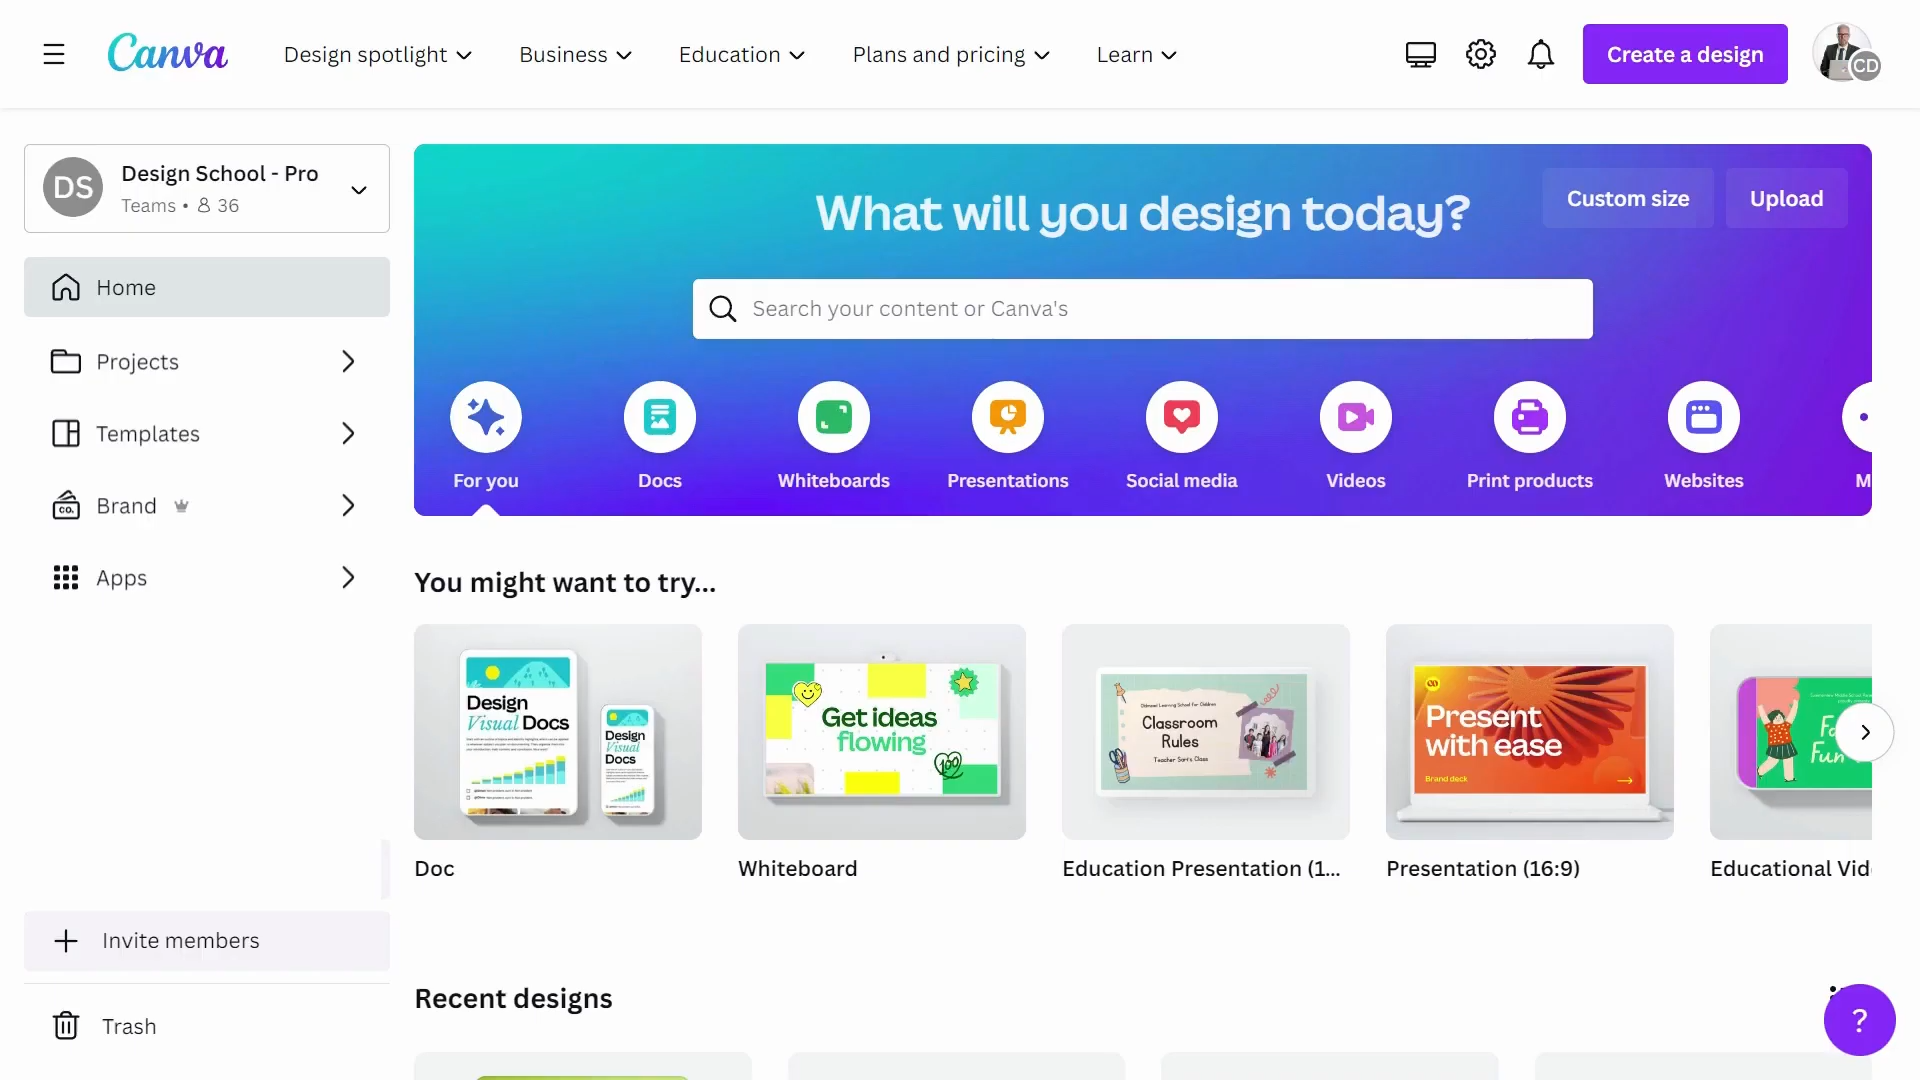 Canva
Design spotlight
Business
Education
Plans and pricing
Learn
Create a design
CD
DS
Design School - Pro
Teams • 36
Home
Projects
Templates
CO.
Brand
Apps
Invite members
Trash
What will you design today?
Custom size
Upload
Search your content or Canva's
For you
Docs
Whiteboards
Presentations
Social media
Videos
Print products
Websites
M
You might want to try...
Design
Visual Docs
Design
Visual
Docs
Get ideas
flowing
100
Classroom
Rules
Present
with ease
Brand deck
Fun
Doc
Whiteboard
Education Presentation (1...
Presentation (16:9)
Educational Vid
Recent designs
?